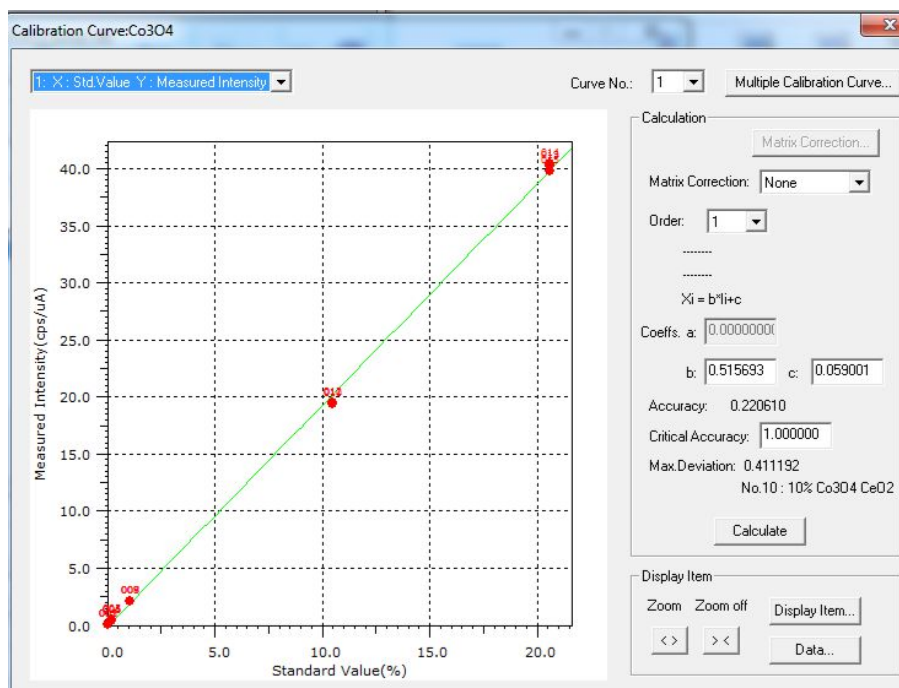 Calibration Curve:Co3O4
1: X : Std.Value Y : Measured Intensity
Curve No.: 1
Multiple Calibration Curve...
Calculation
Matrix Correction...
Matrix Correction: None
Order: 1
--------
--------
Xi = b*Ii+c
Coeffs. a: 0.0000000
b: 0.515693 c: 0.059001
Accuracy: 0.220610
Critical Accuracy: 1.000000
Max.Deviation: 0.411192
No.10 : 10% Co3O4 CeO2
Calculate
Display Item
Zoom Zoom off
Display Item...
< > > <
Data...
Measured Intensity(cps/uA)
40.0
35.0
30.0
25.0
20.0
15.0
10.0
5.0
0.0
0.0 5.0 10.0 15.0 20.0
Standard Value(%)